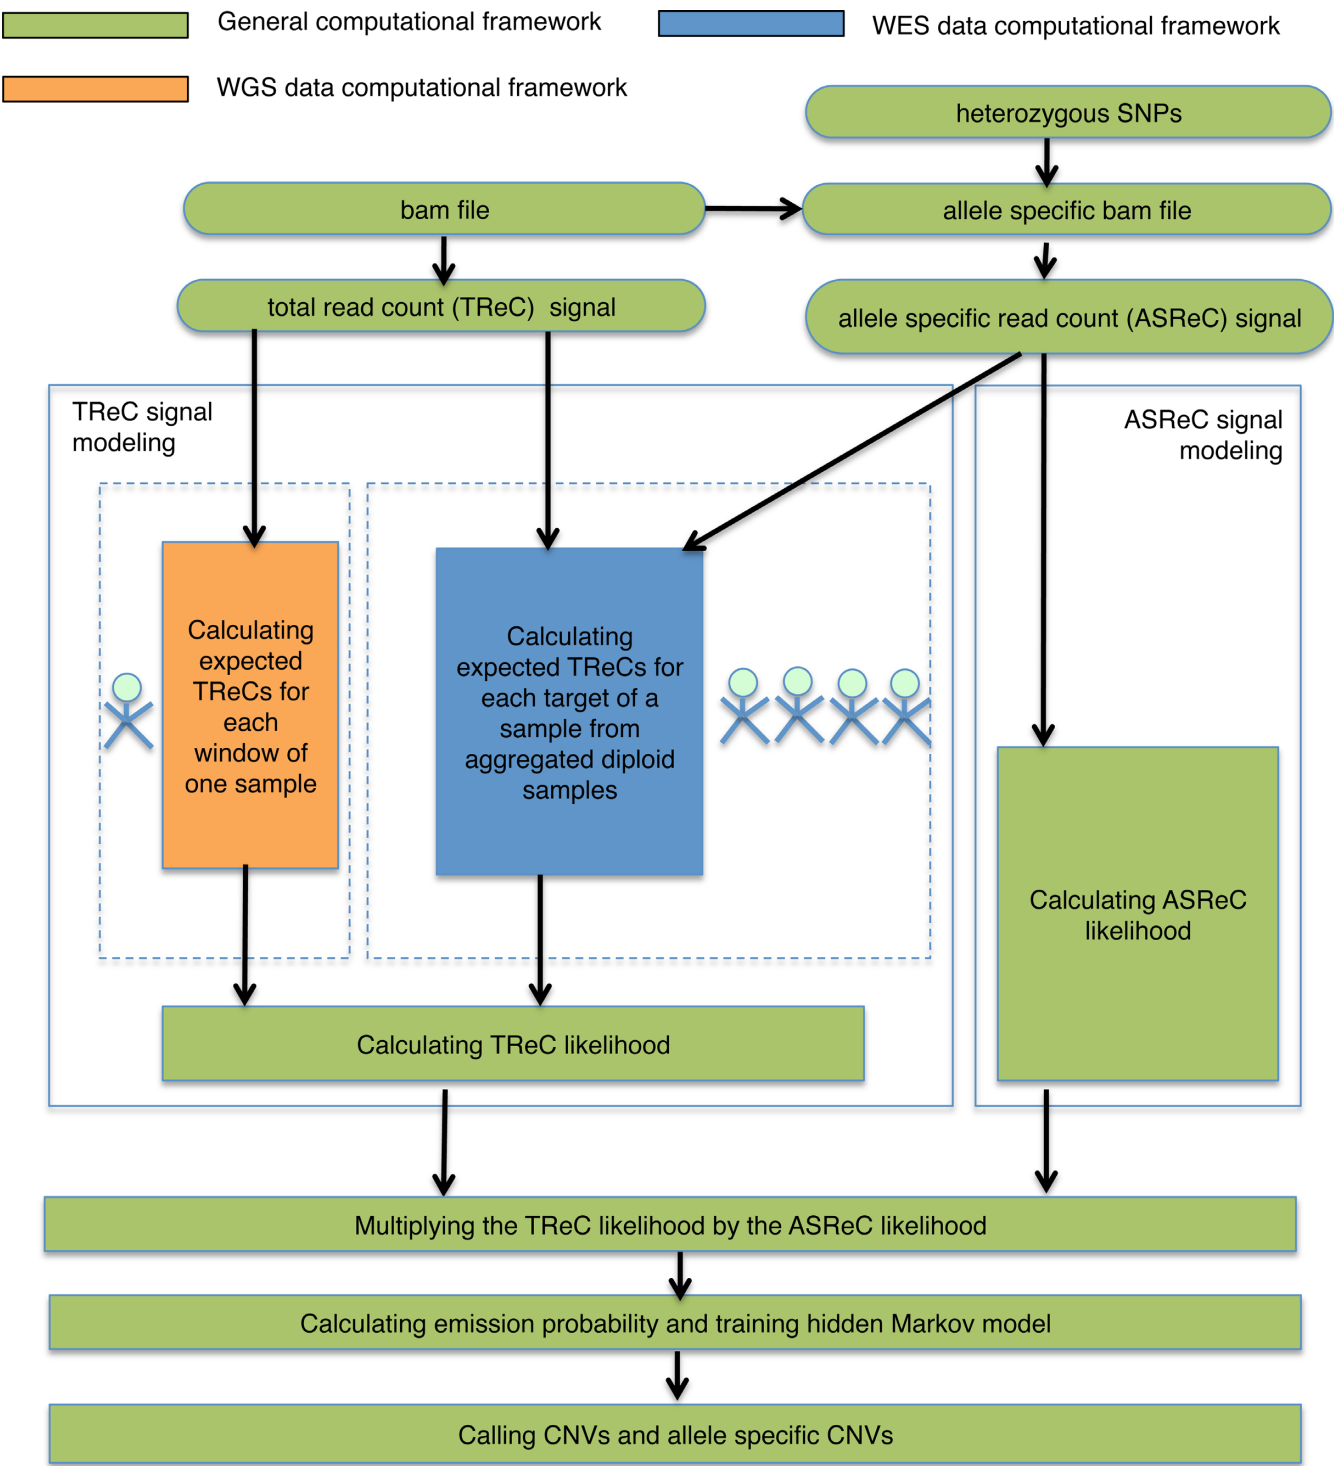 General computational framework
WES data computational framework
WGS data computational framework
heterozygous SNPs
bam file
allele specific bam file
total read count (TReC) signal
allele specific read count (ASReC) signal
TReC signal
modeling
ASReC signal
modeling
Calculating
expected
TReCs for
each
window of
one sample
Calculating
expected TReCs for
each target of a
sample from
aggregated diploid
samples
Calculating ASReC
likelihood
Calculating TReC likelihood
Multiplying the TReC likelihood by the ASReC likelihood
Calculating emission probability and training hidden Markov model
Calling CNVs and allele specific CNVs